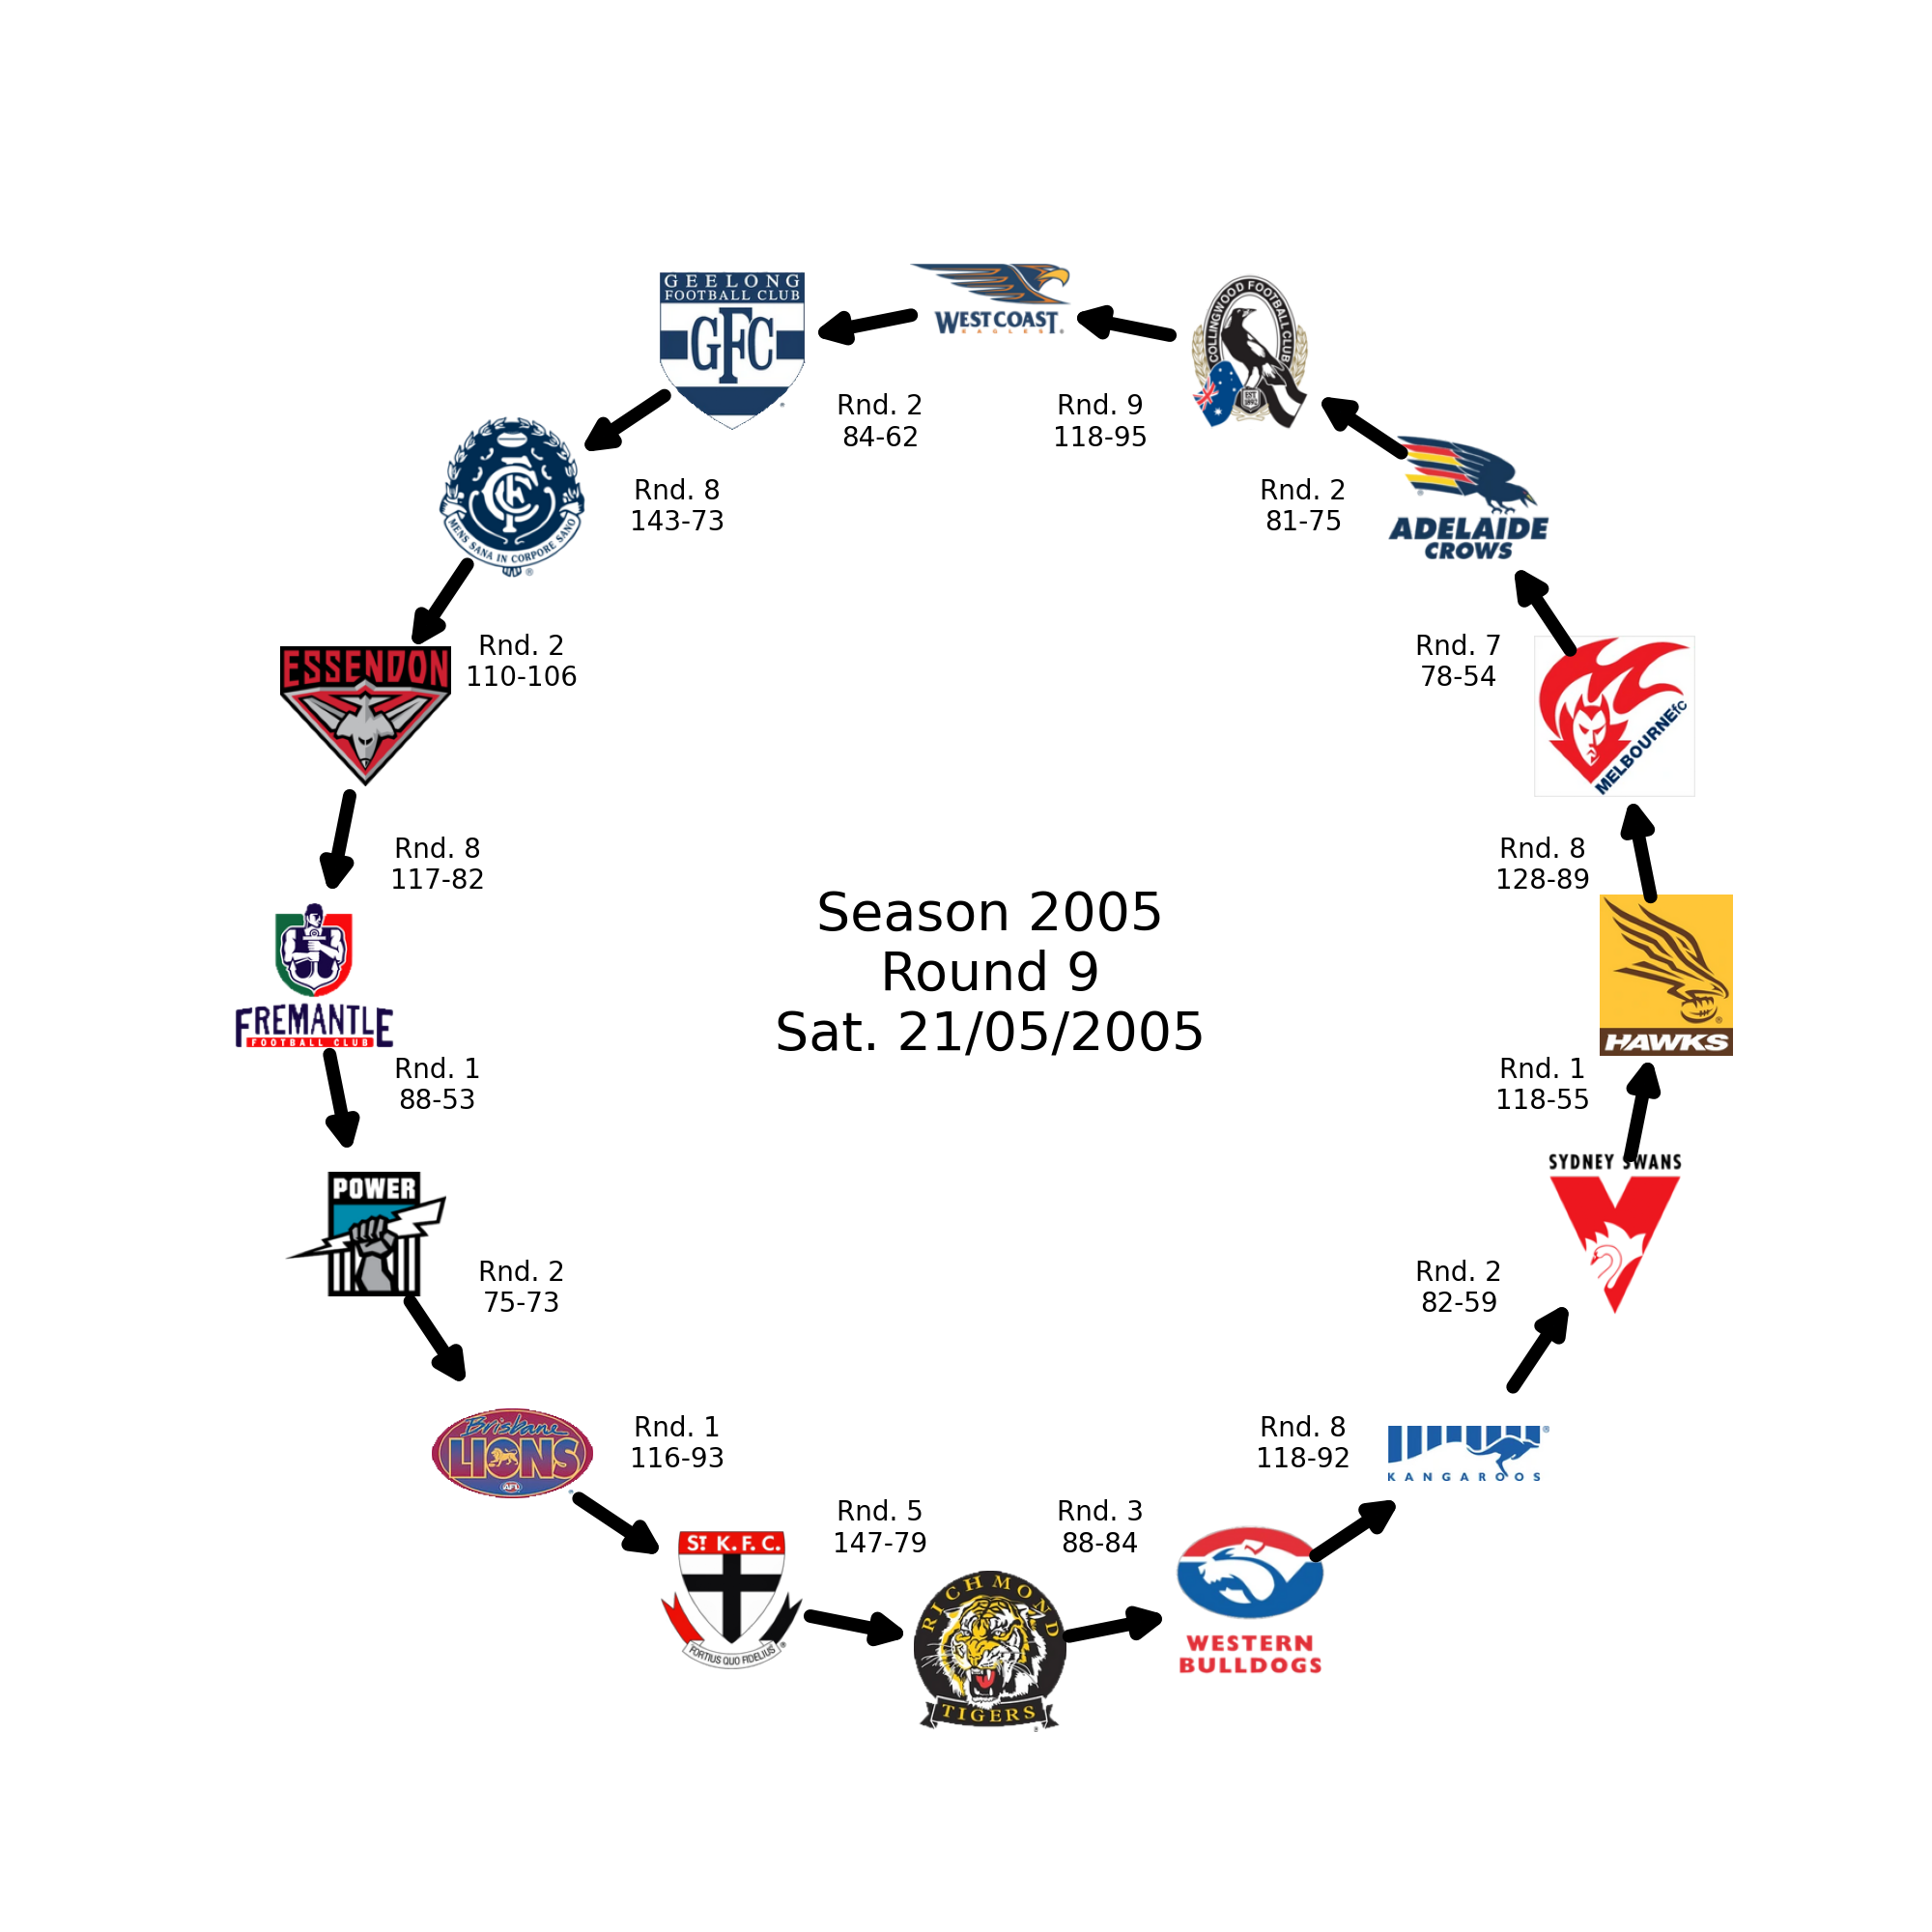 GEELONG
FOOTBALL CLUB
GFC
WEST COAST
EAGLES
COLLINGWOOD FOOTBALL CLUB
EST
1892
Rnd. 2
84-62
Rnd. 9
118-95
MENS SANA IN CORPORE SANO
CFC
Rnd. 8
143-73
Rnd. 2
81-75
ADELAIDE
CROWS
ESSENDON
Rnd. 2
110-106
Rnd. 7
78-54
MELBOURNEfc
Rnd. 8
117-82
Rnd. 8
128-89
Season 2005
Round 9
Sat. 21/05/2005
FREMANTLE
FOOTBALL CLUB
HAWKS
Rnd. 1
88-53
Rnd. 1
118-55
SYDNEY SWANS
POWER
Rnd. 2
75-73
Rnd. 2
82-59
Brisbane
LIONS
AFL
Rnd. 1
116-93
Rnd. 8
118-92
KANGAROOS
Rnd. 5
147-79
Rnd. 3
88-84
ST K.F.C.
FORTIUS QUO FIDELIUS
RICHMOND
TIGERS
WESTERN
BULLDOGS